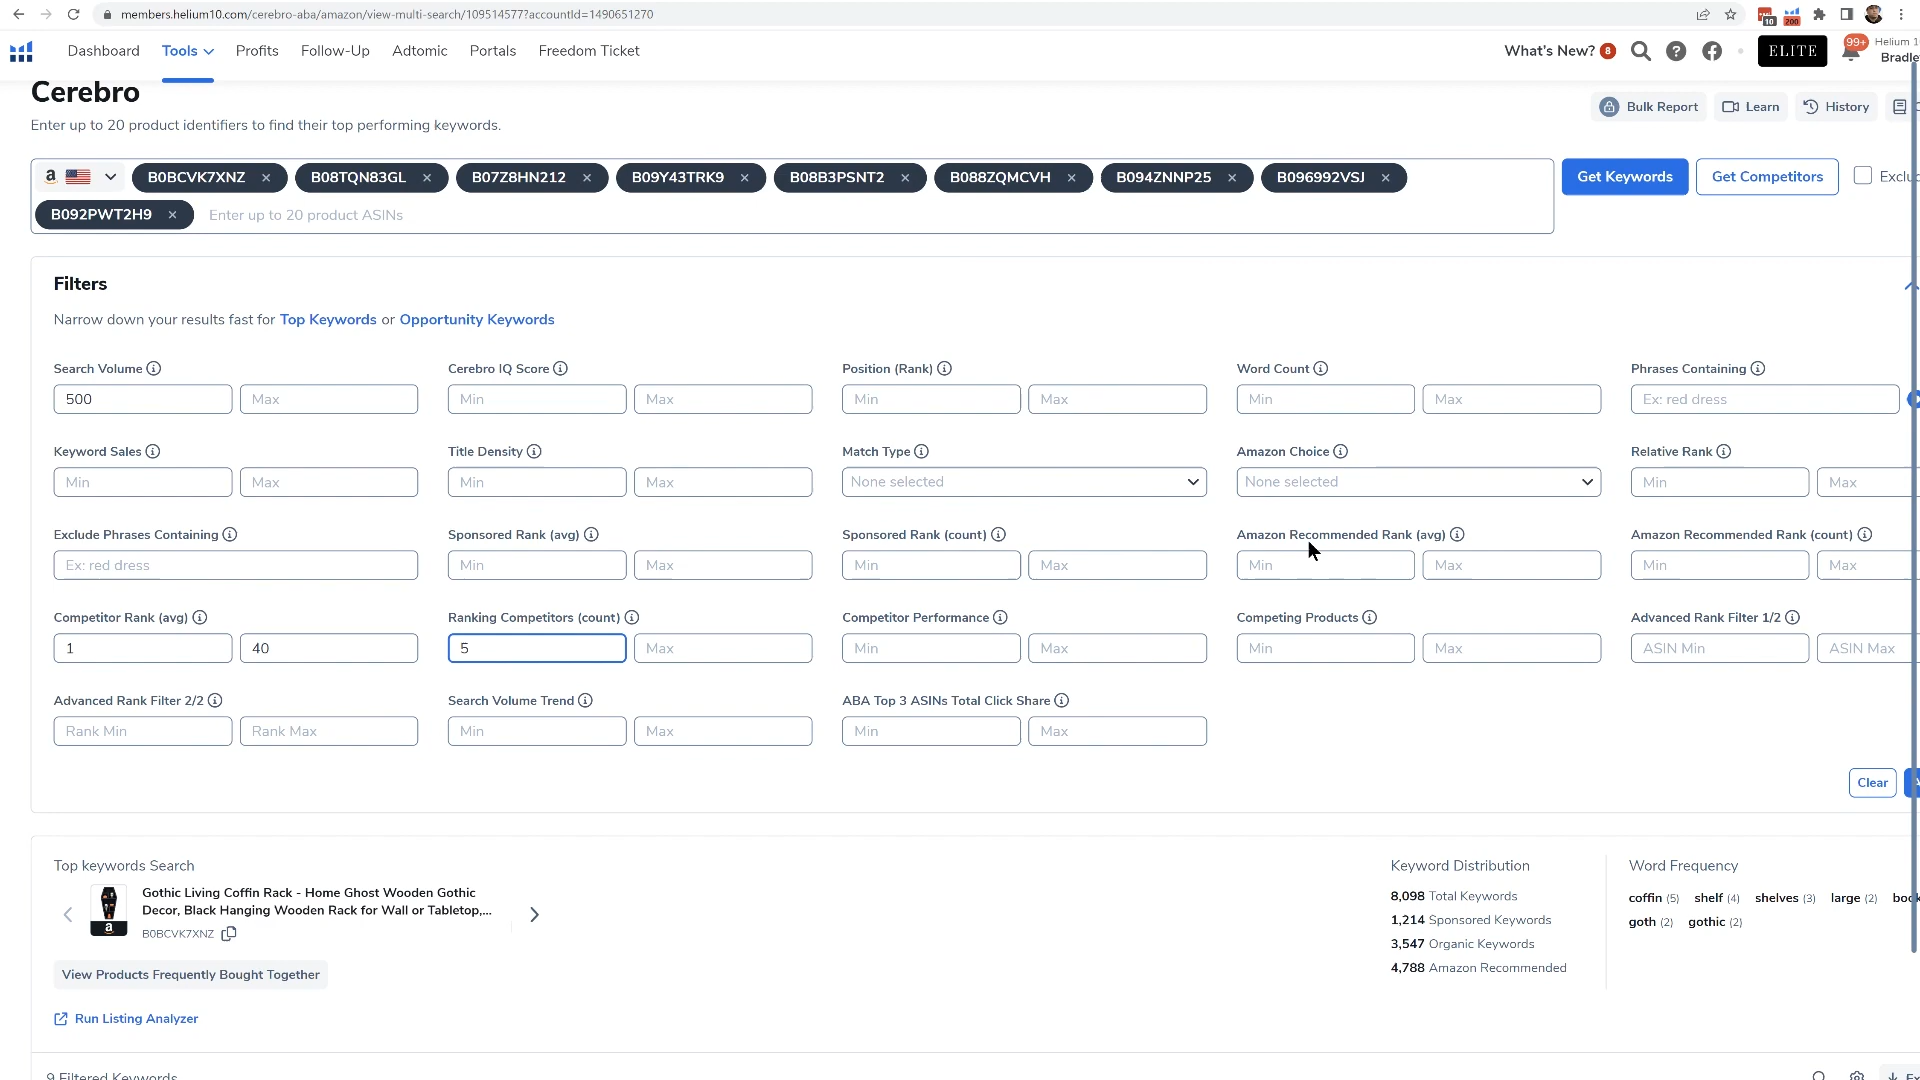 members.helium10.com/cerebro-aba/amazon/view-multi-search/109514577?accountId=1490651270
10
200
Dashboard Tools Profits Follow-Up Adtomic Portals Freedom Ticket What's New? 8 ELITE 99+ Helium 1
Bradle
Cerebro
Bulk Report Learn History
Enter up to 20 product identifiers to find their top performing keywords.
B0BCVK7XNZ B08TQN83GL B07Z8HN212 B09Y43TRK9 B08B3PSNT2 B088ZQMCVH B094ZNNP25 B096992VSJ Get Keywords Get Competitors Exclu
B092PWT2H9 Enter up to 20 product ASINs
Filters
Narrow down your results fast for Top Keywords or Opportunity Keywords
Search Volume Cerebro IQ Score Position (Rank) Word Count Phrases Containing
500 Max Min Max Min Max Min Max Ex: red dress
Keyword Sales Title Density Match Type Amazon Choice Relative Rank
Min Max Min Max None selected None selected Min Max
Exclude Phrases Containing Sponsored Rank (avg) Sponsored Rank (count) Amazon Recommended Rank (avg) Amazon Recommended Rank (count)
Ex: red dress Min Max Min Max Min Max Min Max
Competitor Rank (avg) Ranking Competitors (count) Competitor Performance Competing Products Advanced Rank Filter 1/2
1 40 5 Max Min Max Min Max ASIN Min ASIN Max
Advanced Rank Filter 2/2 Search Volume Trend ABA Top 3 ASINs Total Click Share
Rank Min Rank Max Min Max Min Max
Clear
Top keywords Search Keyword Distribution Word Frequency
Gothic Living Coffin Rack - Home Ghost Wooden Gothic
Decor, Black Hanging Wooden Rack for Wall or Tabletop,...
B0BCVK7XNZ
View Products Frequently Bought Together
Run Listing Analyzer
8,098 Total Keywords
1,214 Sponsored Keywords
3,547 Organic Keywords
4,788 Amazon Recommended
coffin (5) shelf (4) shelves (3) large (2) book
goth (2) gothic (2)
9 Filtered Keywords Ex